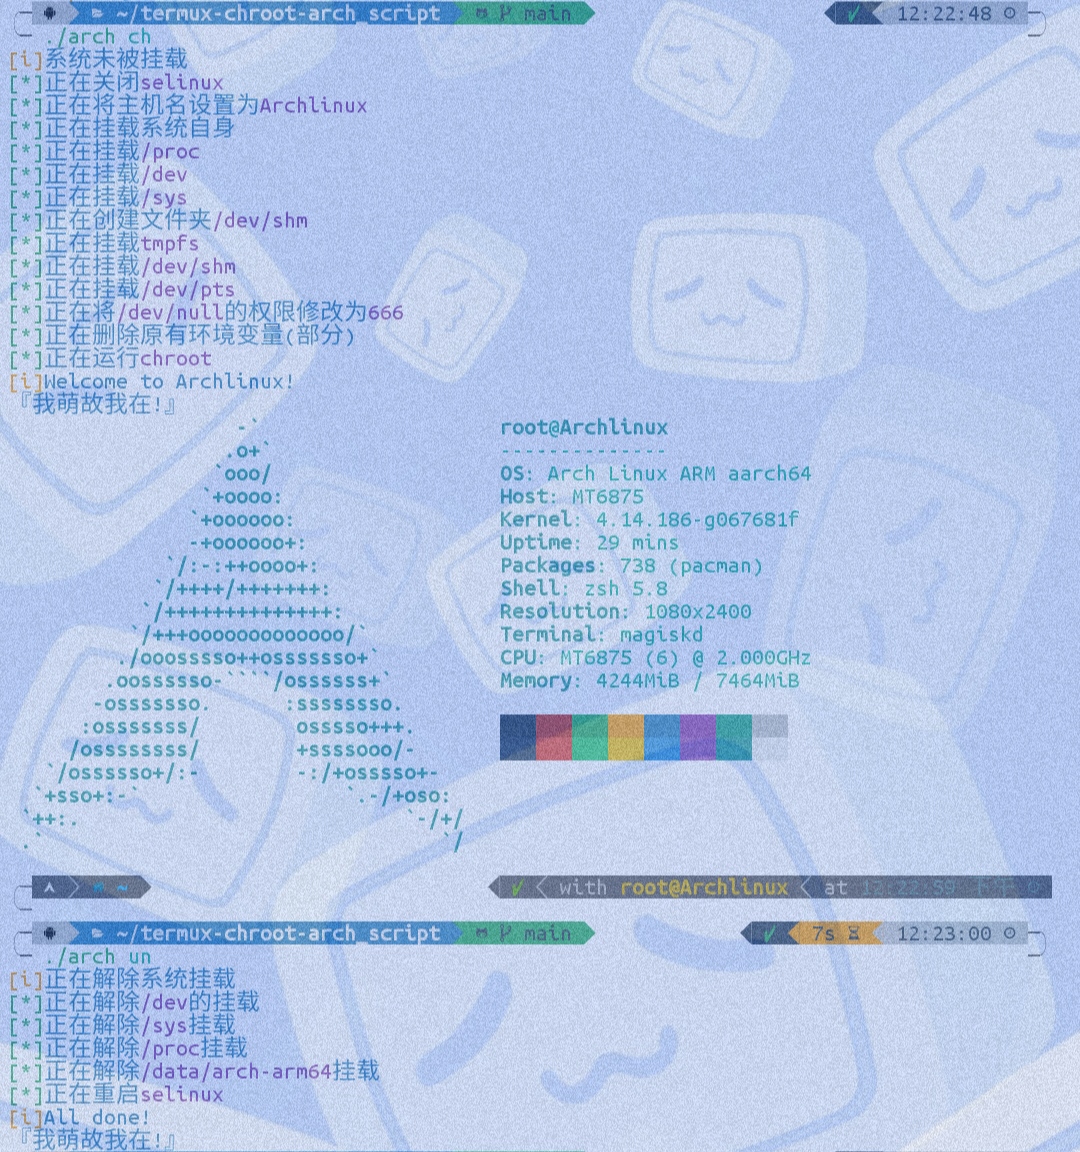 ~/termux-chroot-arch_script main ✓ 12:22:48
./arch ch
[i]系统未被挂载
[*]正在关闭selinux
[*]正在将主机名设置为Archlinux
[*]正在挂载系统自身
[*]正在挂载/proc
[*]正在挂载/dev
[*]正在挂载/sys
[*]正在创建文件夹/dev/shm
[*]正在挂载tmpfs
[*]正在挂载/dev/shm
[*]正在挂载/dev/pts
[*]正在将/dev/null的权限修改为666
[*]正在删除原有环境变量(部分)
[*]正在运行chroot
[i]Welcome to Archlinux!
『我萌故我在!』
root@Archlinux
--------------
OS: Arch Linux ARM aarch64
Host: MT6875
Kernel: 4.14.186-g067681f
Uptime: 29 mins
Packages: 738 (pacman)
Shell: zsh 5.8
Resolution: 1080x2400
Terminal: magiskd
CPU: MT6875 (6) @ 2.000GHz
Memory: 4244MiB / 7464MiB
~ ✓ with root@Archlinux at 12:22:59 下午
~/termux-chroot-arch_script main ✓ 7s 12:23:00
./arch un
[i]正在解除系统挂载
[*]正在解除/dev的挂载
[*]正在解除/sys挂载
[*]正在解除/proc挂载
[*]正在解除/data/arch-arm64挂载
[*]正在重启selinux
[i]All done!
『我萌故我在!』